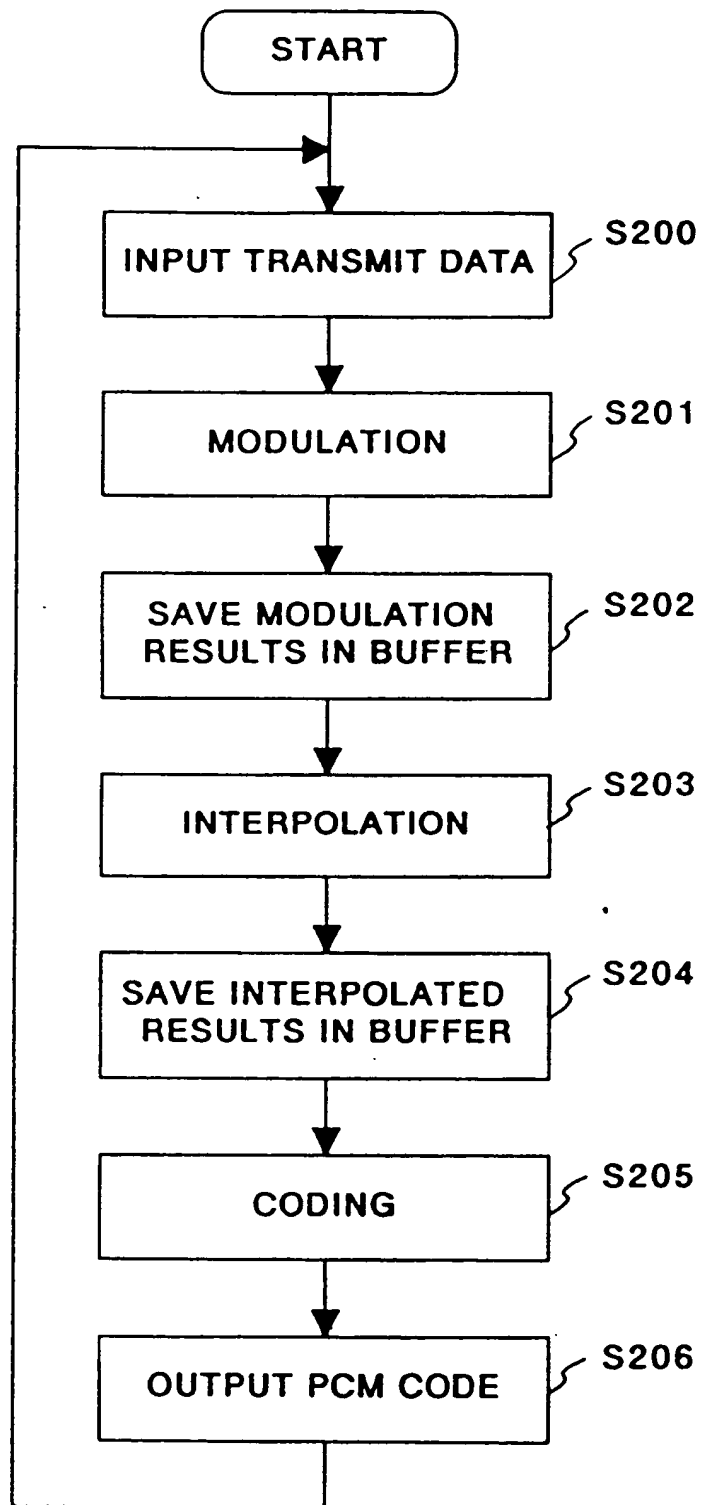 START
INPUT TRANSMIT DATA
S200
MODULATION
S201
SAVE MODULATION
RESULTS IN BUFFER
S202
INTERPOLATION
S203
SAVE INTERPOLATED
RESULTS IN BUFFER
S204
CODING
S205
OUTPUT PCM CODE
S206